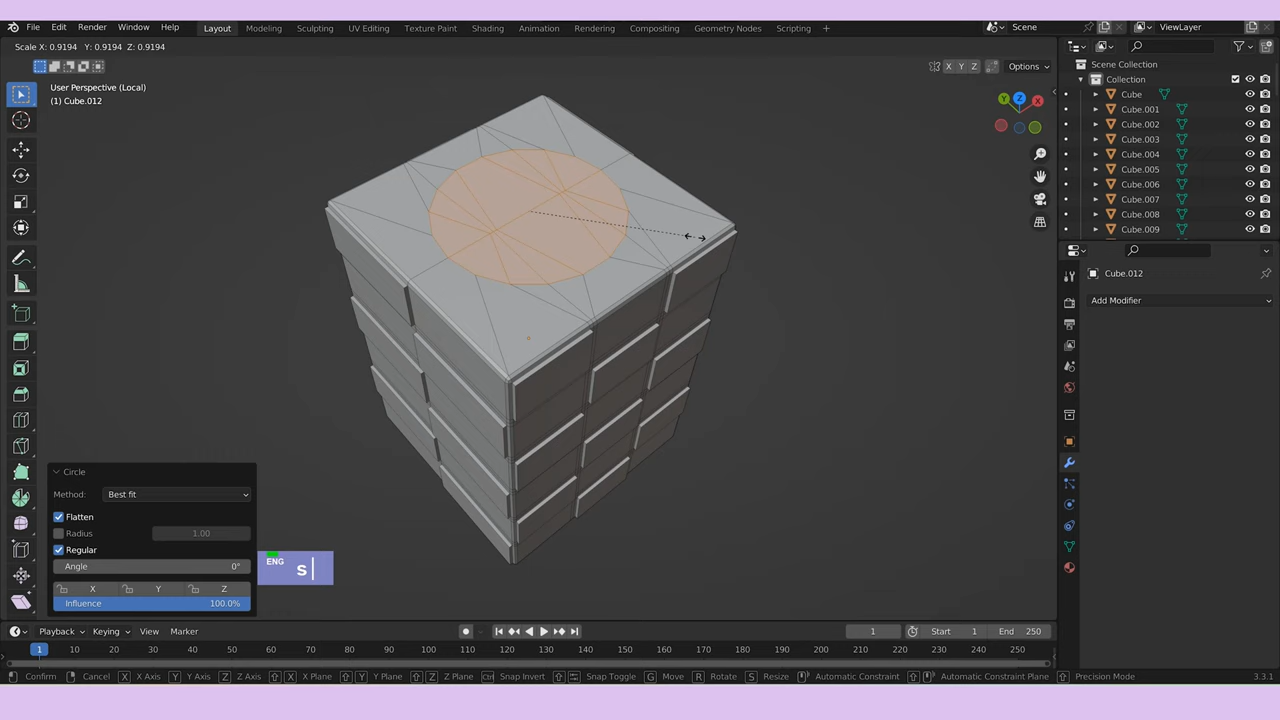 File Edit Render Window Help Layout Modeling Sculpting UV Editing Texture Paint Shading Animation Rendering Compositing Geometry Nodes Scripting Scene ViewLayer
Scale X: 0.9194 Y: 0.9194 Z: 0.9194
X Y Z Options
User Perspective (Local)
(1) Cube.012
Y Z X
Scene Collection
Collection
Cube
Cube.001
Cube.002
Cube.003
Cube.004
Cube.005
Cube.006
Cube.007
Cube.008
Cube.009
Cube.012
Add Modifier
Circle
Method: Best fit
Flatten
Radius 1.00
Regular
Angle 0°
X Y Z
Influence 100.0%
ENG s
Playback Keying View Marker 1 Start 1 End 250
1 10 20 30 40 50 60 70 80 90 100 110 120 130 140 150 160 170 180 190 200 210 220 230 240 250
Confirm Cancel X X Axis Y Y Axis Z Z Axis X X Plane Y Y Plane Z Z Plane Ctrl Snap Invert Snap Toggle G Move R Rotate S Resize Automatic Constraint Automatic Constraint Plane Precision Mode 3.3.1